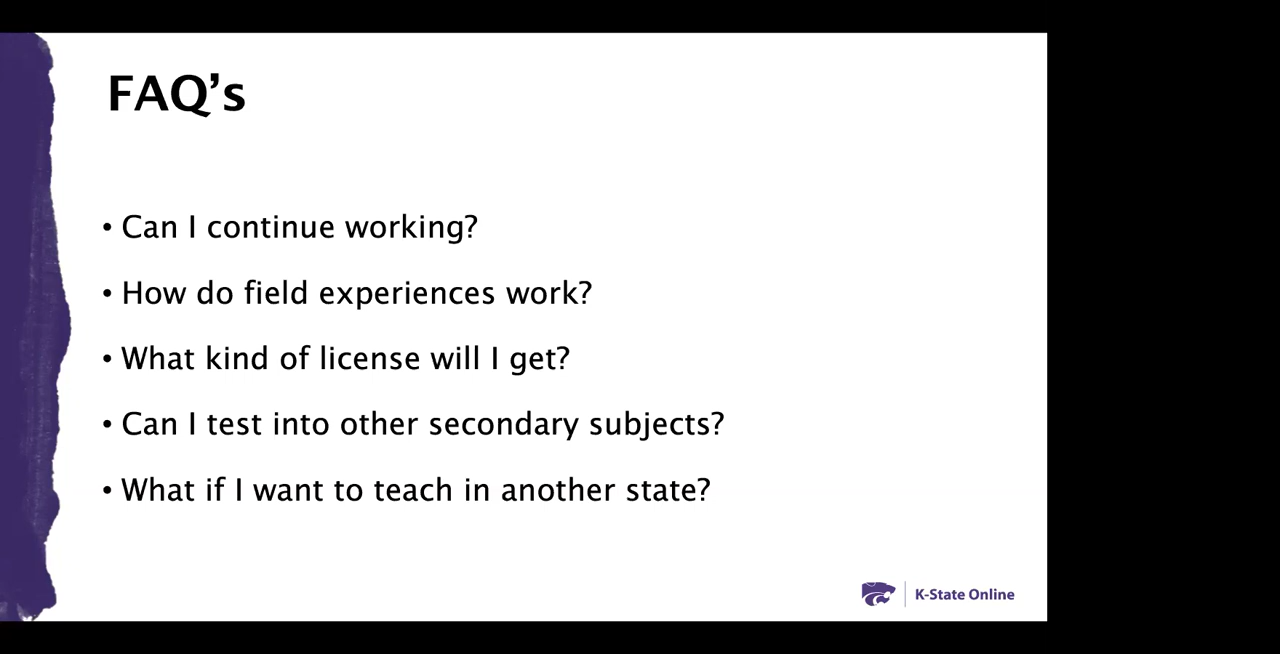 FAQ’s
• Can I continue working?
• How do field experiences work?
• What kind of license will I get?
• Can I test into other secondary subjects?
• What if I want to teach in another state?
K-State Online